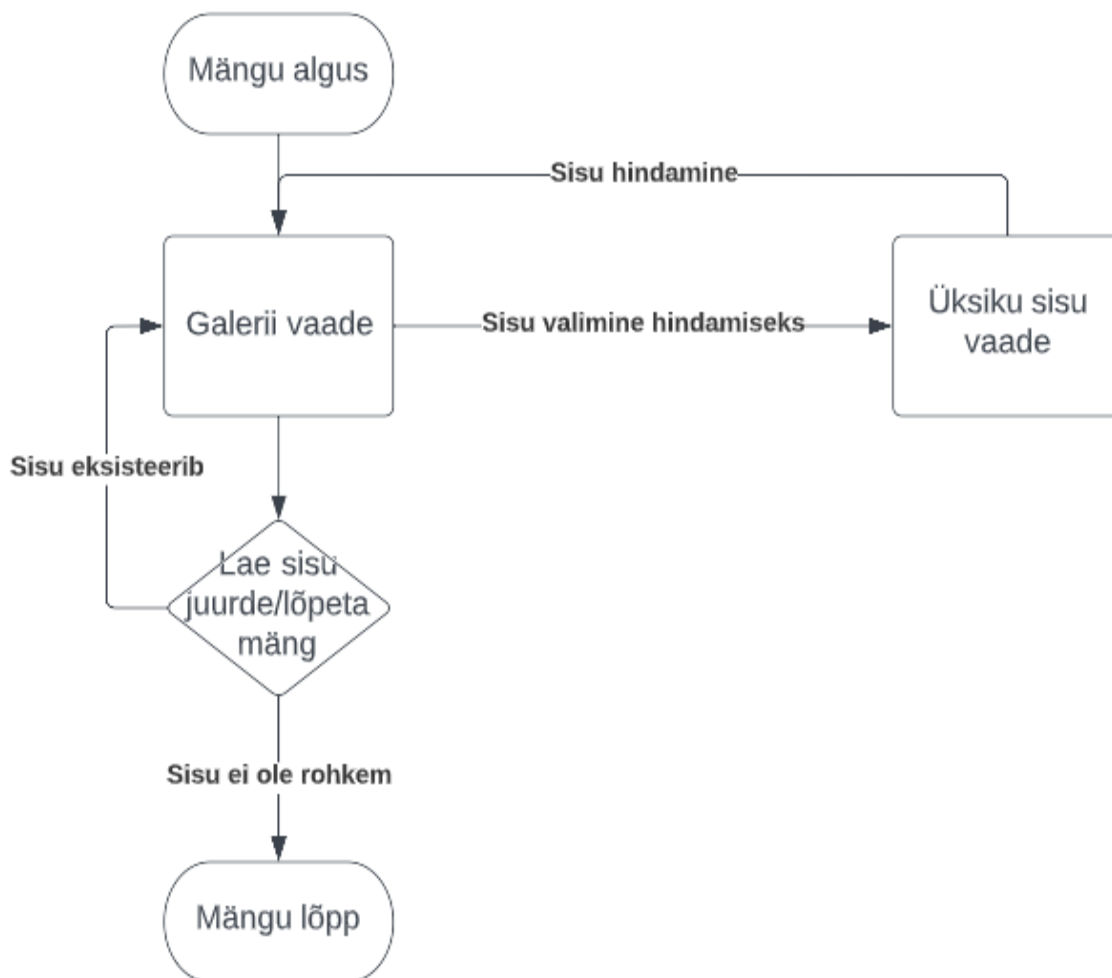 Mängu algus
Sisu hindamine
Galerii vaade
Sisu valimine hindamiseks
Üksiku sisu
vaade
Sisu eksisteerib
Lae sisu
juurde/lõpeta
mäng
Sisu ei ole rohkem
Mängu lõpp